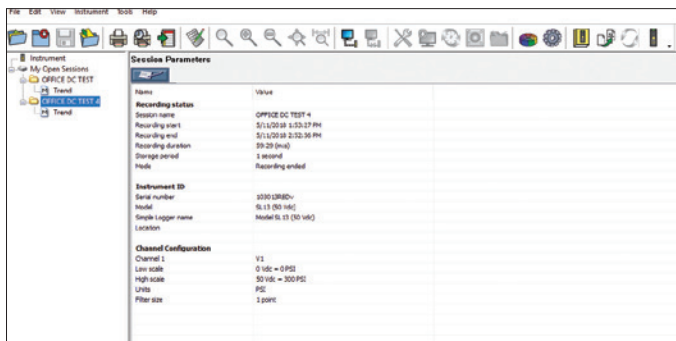 File Edit View Instrument Tools Help
Instrument
My Open Sessions
OFFICE DC TEST
Trend
OFFICE DC TEST 4
Trend
Session Parameters
Name Value
Recording status
Session name OFFICE DC TEST 4
Recording start 5/11/2018 1:53:27 PM
Recording end 5/11/2018 2:52:56 PM
Recording duration 59:29 (m:s)
Storage period 1 second
Mode Recording ended
Instrument ID
Serial number
Model SL13 (50 Vdc)
Simple Logger name Model SL13 (50 Vdc)
Location
Channel Configuration
Channel 1 V1
Low scale 0 Vdc = 0 PSI
High scale 50 Vdc = 300 PSI
Units PSI
Filter size 1 point